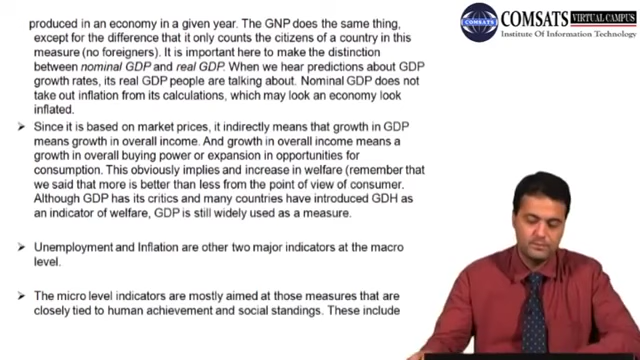 COMSATS VIRTUAL CAMPUS
Institute Of Information Technology
produced in an economy in a given year. The GNP does the same thing,
except for the difference that it only counts the citizens of a country in this
measure (no foreigners). It is important here to make the distinction
between nominal GDP and real GDP. When we hear predictions about GDP
growth rates, its real GDP people are talking about. Nominal GDP does not
take out inflation from its calculations, which may look an economy look
inflated.
➢ Since it is based on market prices, it indirectly means that growth in GDP
means growth in overall income. And growth in overall income means a
growth in overall buying power or expansion in opportunities for
consumption. This obviously implies and increase in welfare (remember that
we said that more is better than less from the point of view of consumer.
Although GDP has its critics and many countries have introduced GDH as
an indicator of welfare, GDP is still widely used as a measure.
➢ Unemployment and Inflation are other two major indicators at the macro
level.
➢ The micro level indicators are mostly aimed at those measures that are
closely tied to human achievement and social standings. These include